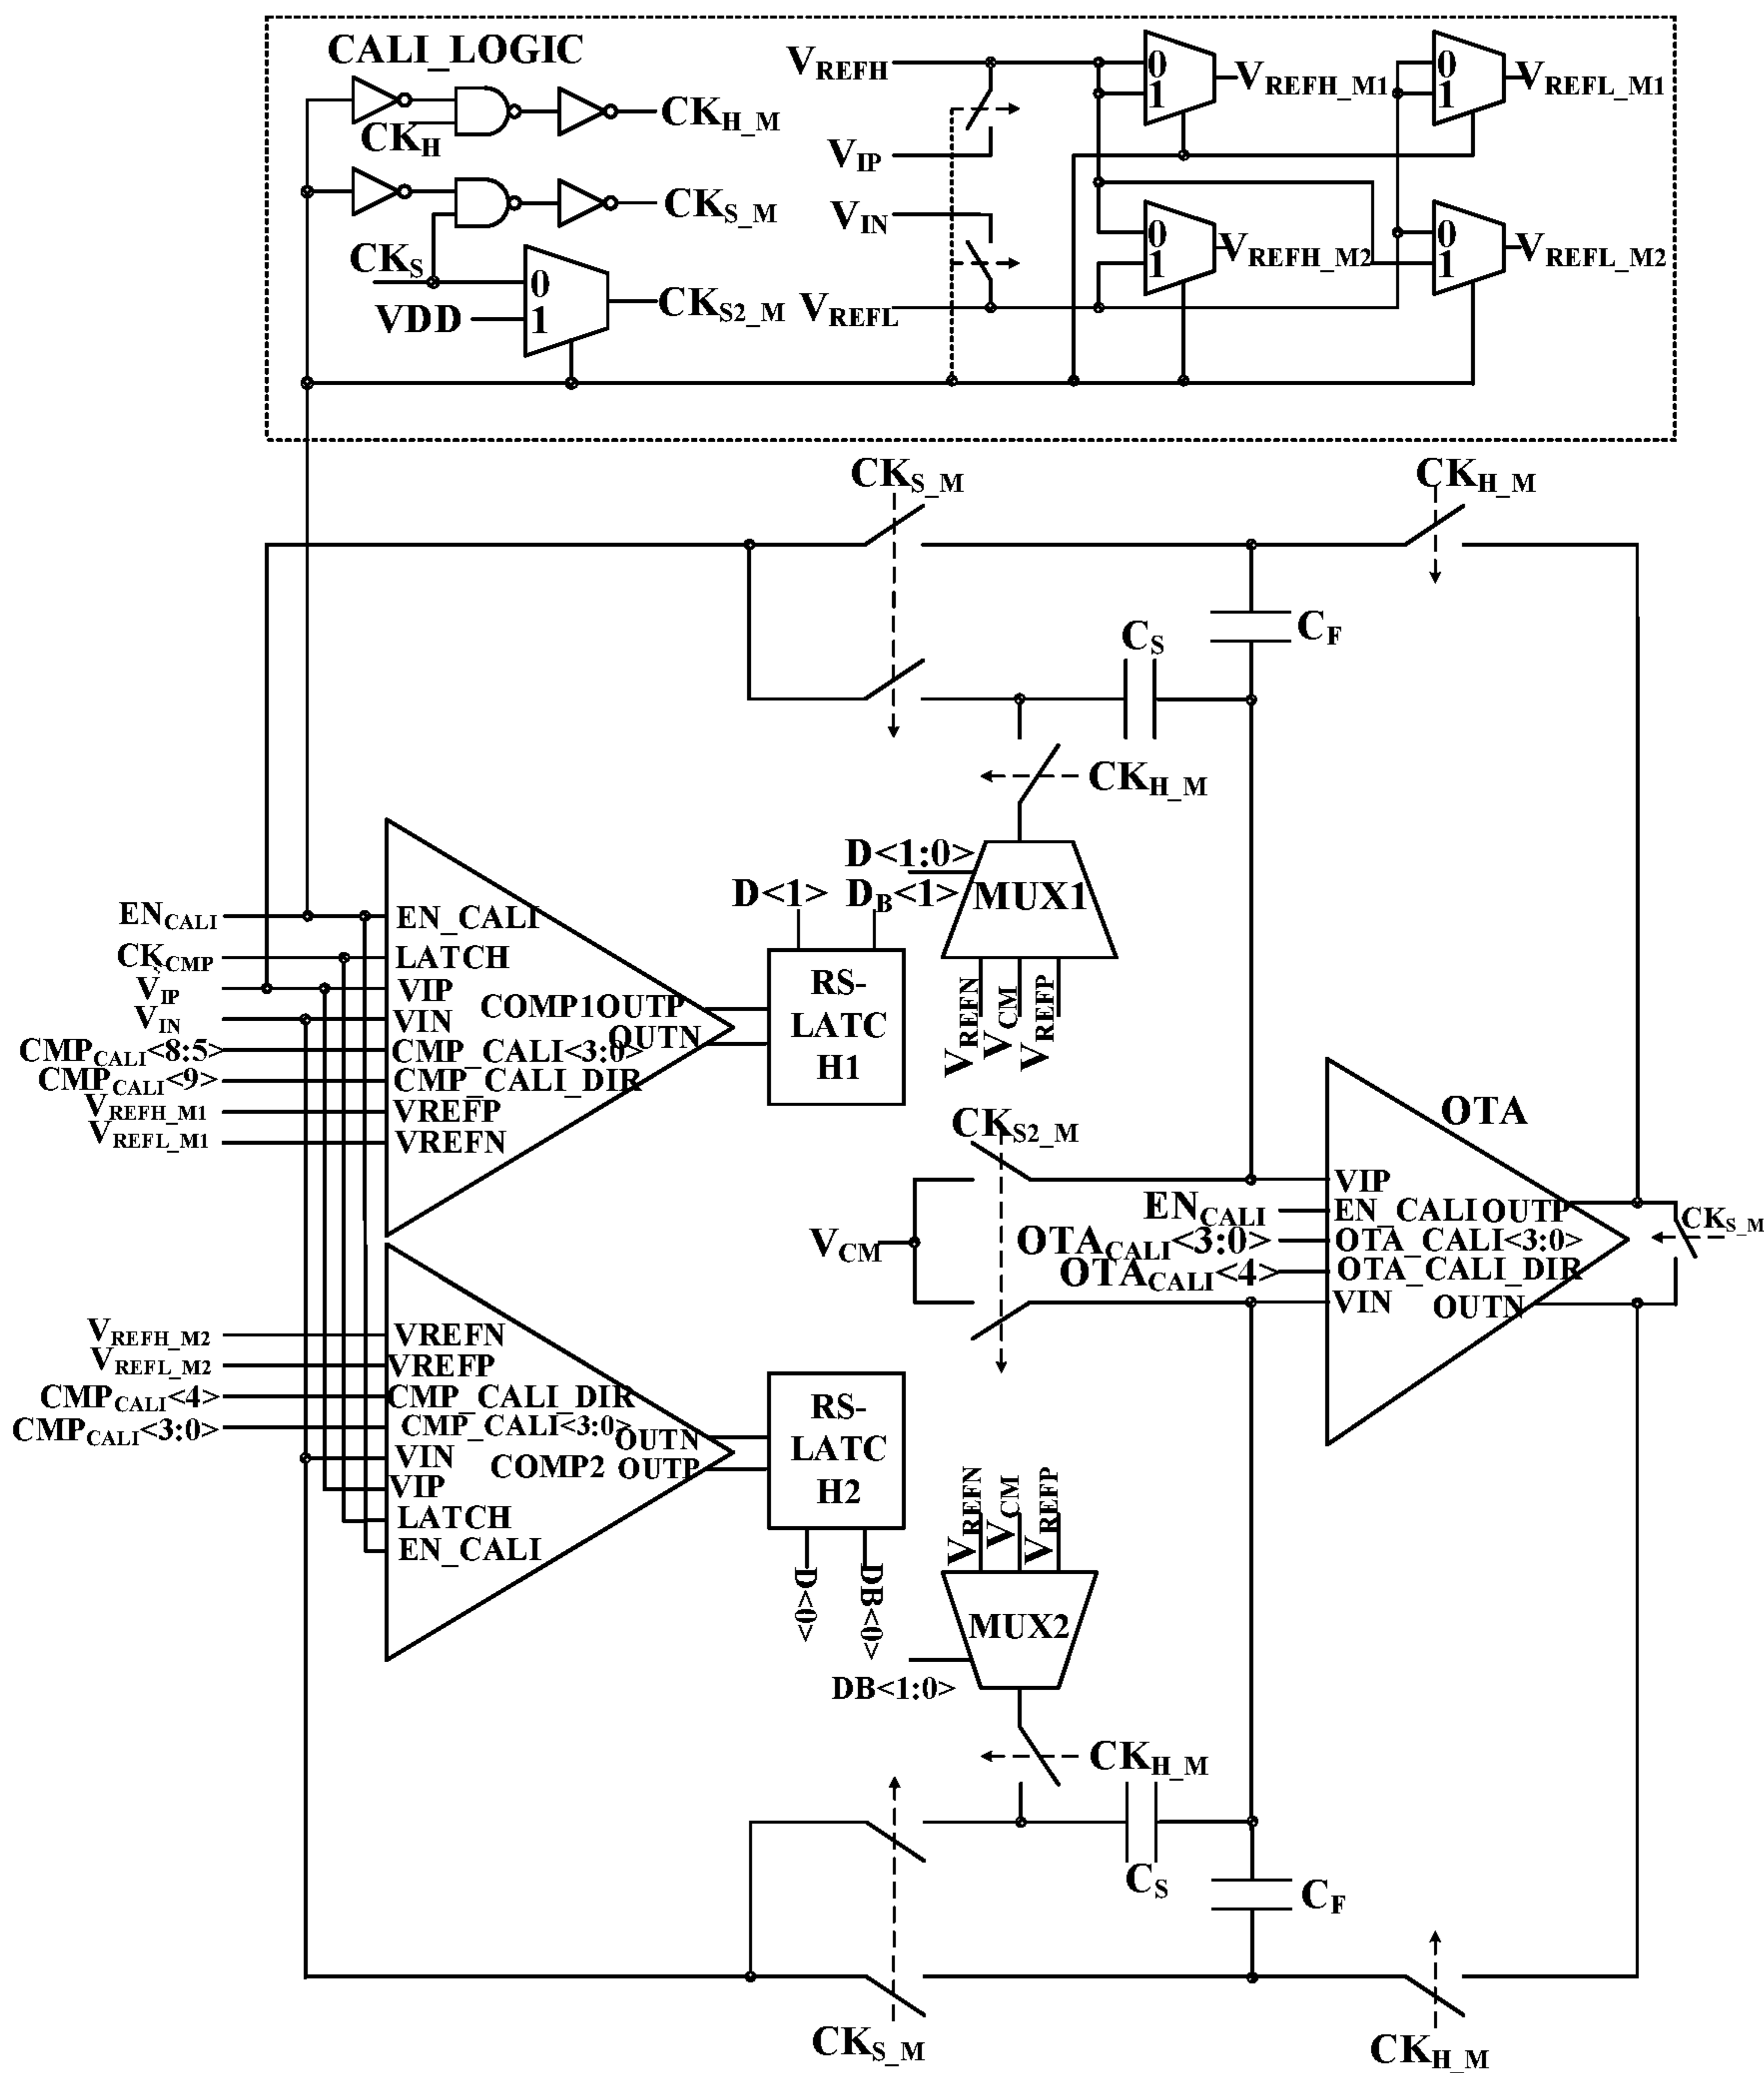 CALI_LOGIC
CKH_M
CKH
CKS_M
CKS
VDD
0
1
CKS2_M
VREFH
VIP
VIN
VREFL
0
1
VREFH_M1
0
1
VREFL_M1
0
1
VREFH_M2
0
1
VREFL_M2
CKS_M
CKH_M
CF
CS
CKH_M
D<1:0>
D<1> DB<1>
MUX1
VREFN
VCM
VREFP
ENCALI
CKCMP
VIP
VIN
CMPCALI<8:5>
CMPCALI<9>
VREFH_M1
VREFL_M1
EN_CALI
LATCH
VIP
VIN
CMP_CALI<3:0>
CMP_CALI_DIR
VREFP
VREFN
COMP1
OUTP
OUTN
RS-
LATC
H1
CKS2_M
VCM
ENCALI
OTACALI<3:0>
OTACALI<4>
OTA
VIP
EN_CALI
OUTP
OTA_CALI<3:0>
OTA_CALI_DIR
VIN
OUTN
CKS_M
VREFH_M2
VREFL_M2
CMPCALI<4>
CMPCALI<3:0>
VREFN
VREFP
CMP_CALI_DIR
CMP_CALI<3:0>
VIN
VIP
LATCH
EN_CALI
COMP2
OUTN
OUTP
RS-
LATC
H2
D<0>
DB<0>
VREFN
VCM
VREFP
MUX2
DB<1:0>
CKH_M
CS
CF
CKS_M
CKH_M